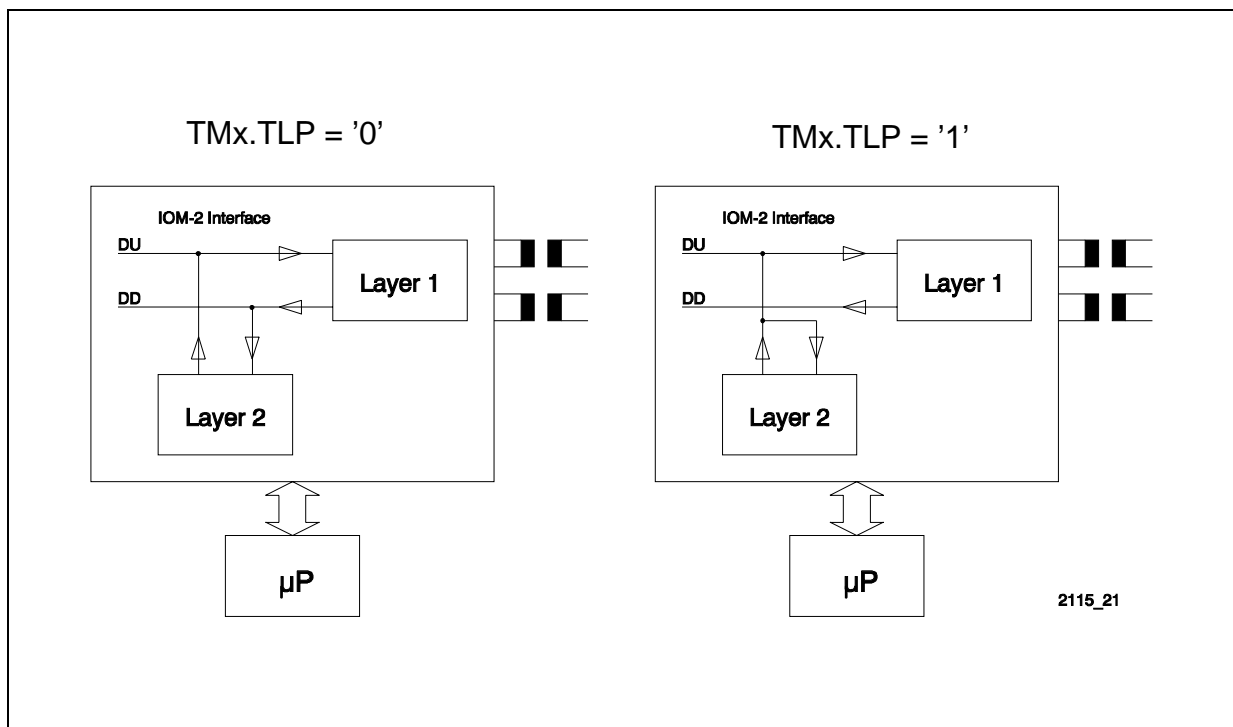 TMx.TLP = ’0’
IOM-2 Interface
DU
DD
Layer 1
Layer 2
µP
TMx.TLP = ’1’
IOM-2 Interface
DU
DD
Layer 1
Layer 2
µP
2115_21